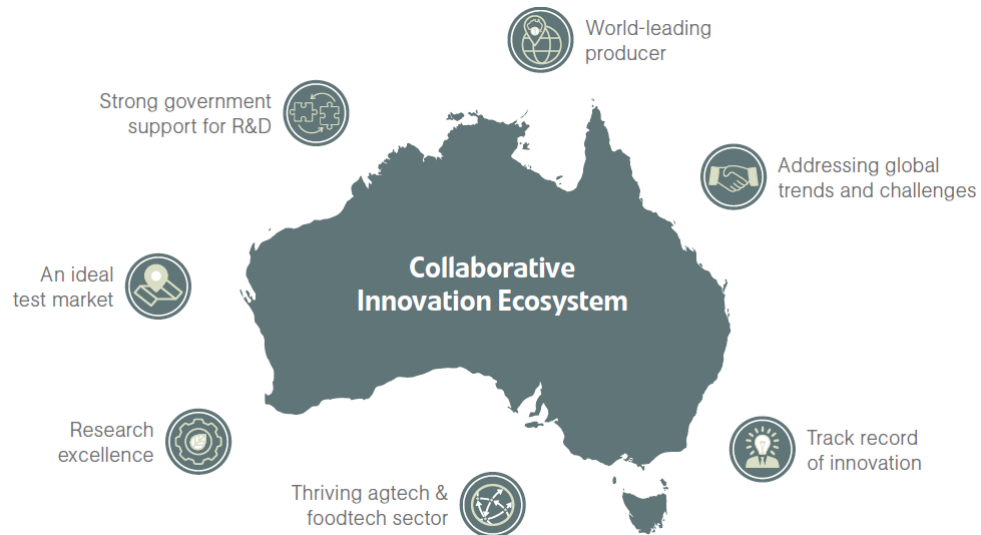 World-leading
producer
Strong government
support for R&D
Addressing global
trends and challenges
Collaborative
Innovation Ecosystem
An ideal
test market
Research
excellence
Track record
of innovation
Thriving agtech &
foodtech sector